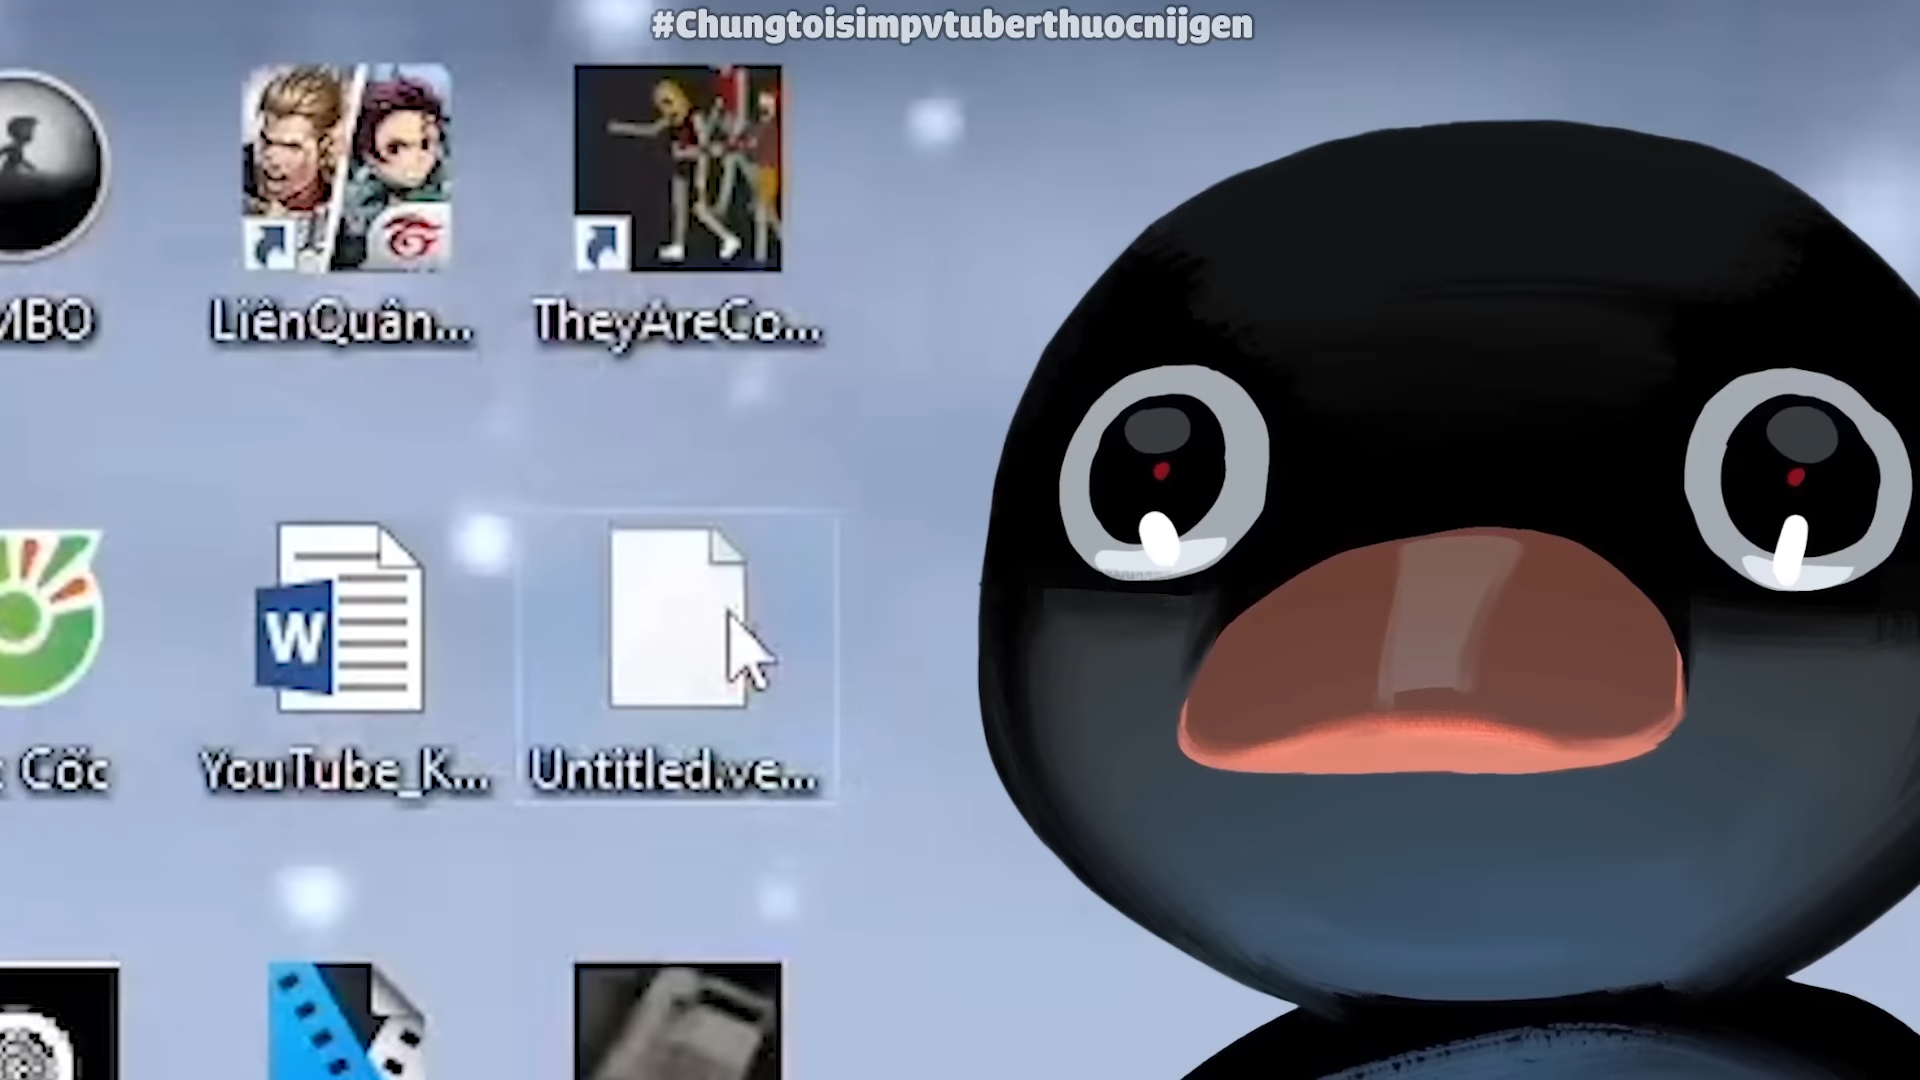 #Chungtoisimpvtuberthuocnijgen
MBO
LiênQuân...
TheyAreCo...
W
Cốc
YouTube_K...
Untitled.ve...